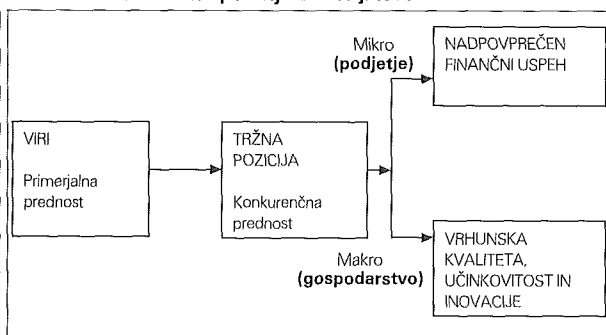 Mikro
(podjetje)
NADPOVPREČEN
FINANČNI USPEH
VIRI
Primerjalna
prednost
TRŽNA
POZICIJA
Konkurenčna
prednost
Makro
(gospodarstvo)
VRHUNSKA
KVALITETA,
UČINKOVITOST IN
INOVACIJE